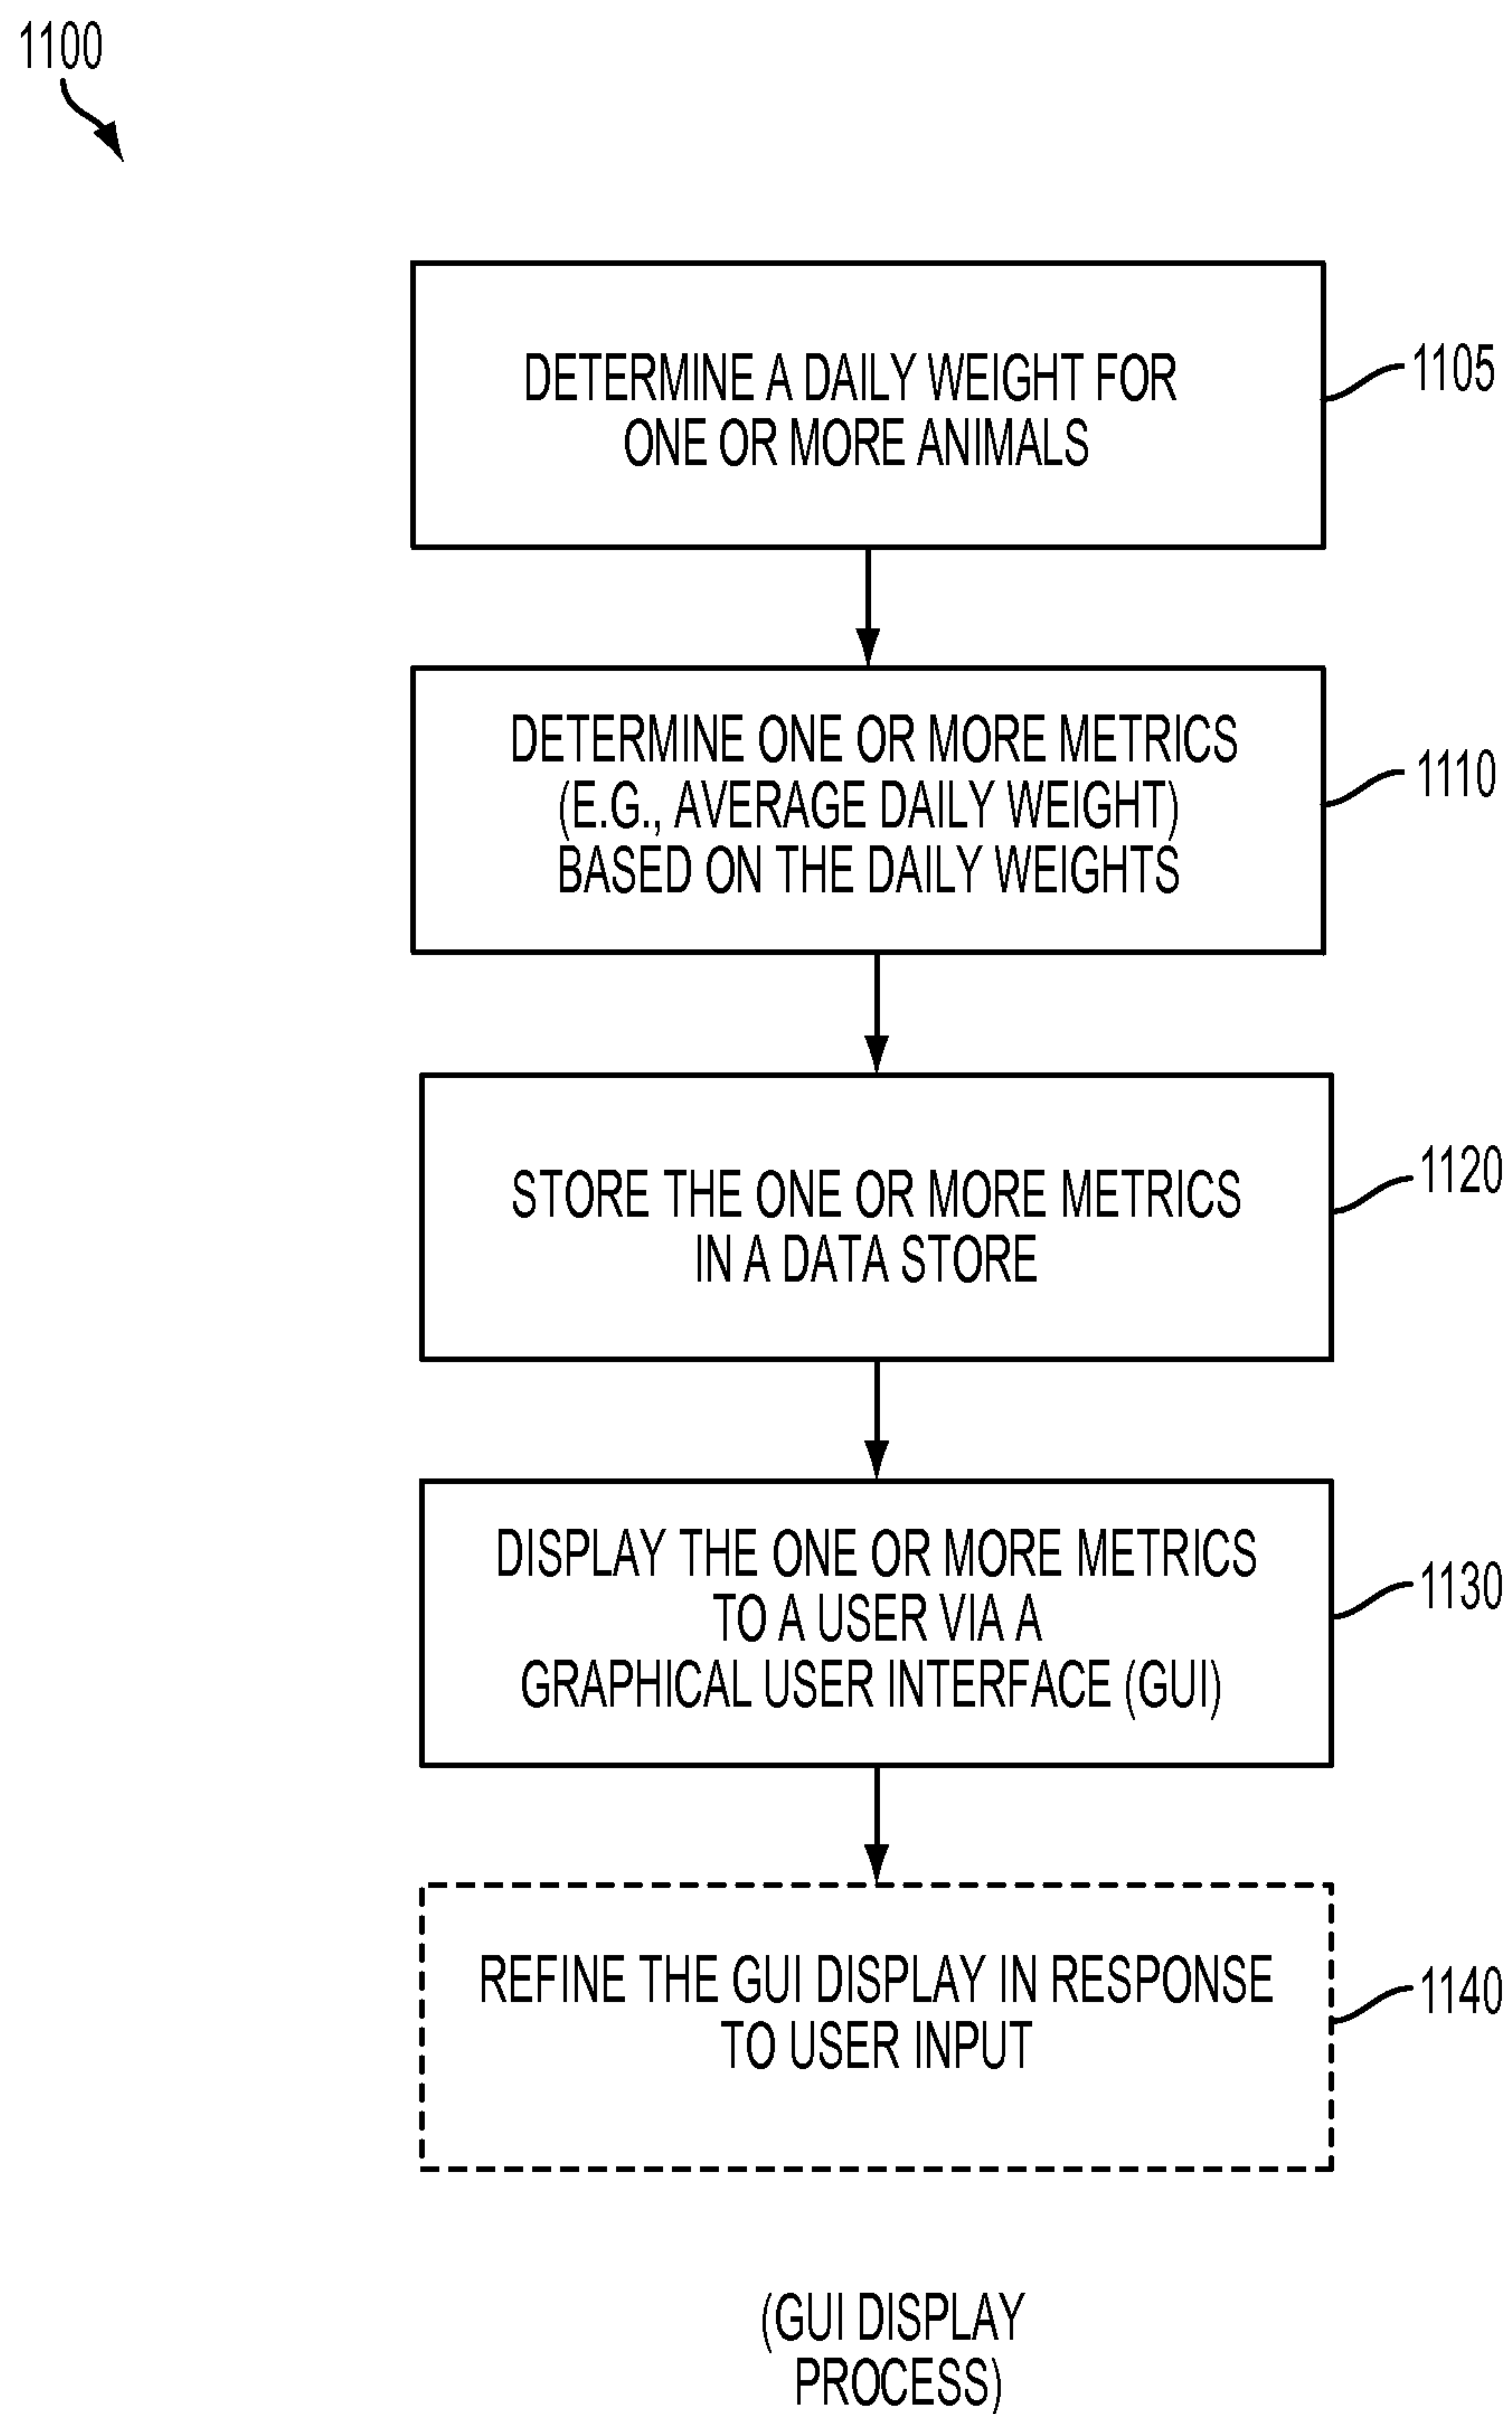 1100
DETERMINE A DAILY WEIGHT FOR
ONE OR MORE ANIMALS
1105
DETERMINE ONE OR MORE METRICS
(E.G., AVERAGE DAILY WEIGHT)
BASED ON THE DAILY WEIGHTS
1110
STORE THE ONE OR MORE METRICS
IN A DATA STORE
1120
DISPLAY THE ONE OR MORE METRICS
TO A USER VIA A
GRAPHICAL USER INTERFACE (GUI)
1130
REFINE THE GUI DISPLAY IN RESPONSE
TO USER INPUT
1140
(GUI DISPLAY
PROCESS)